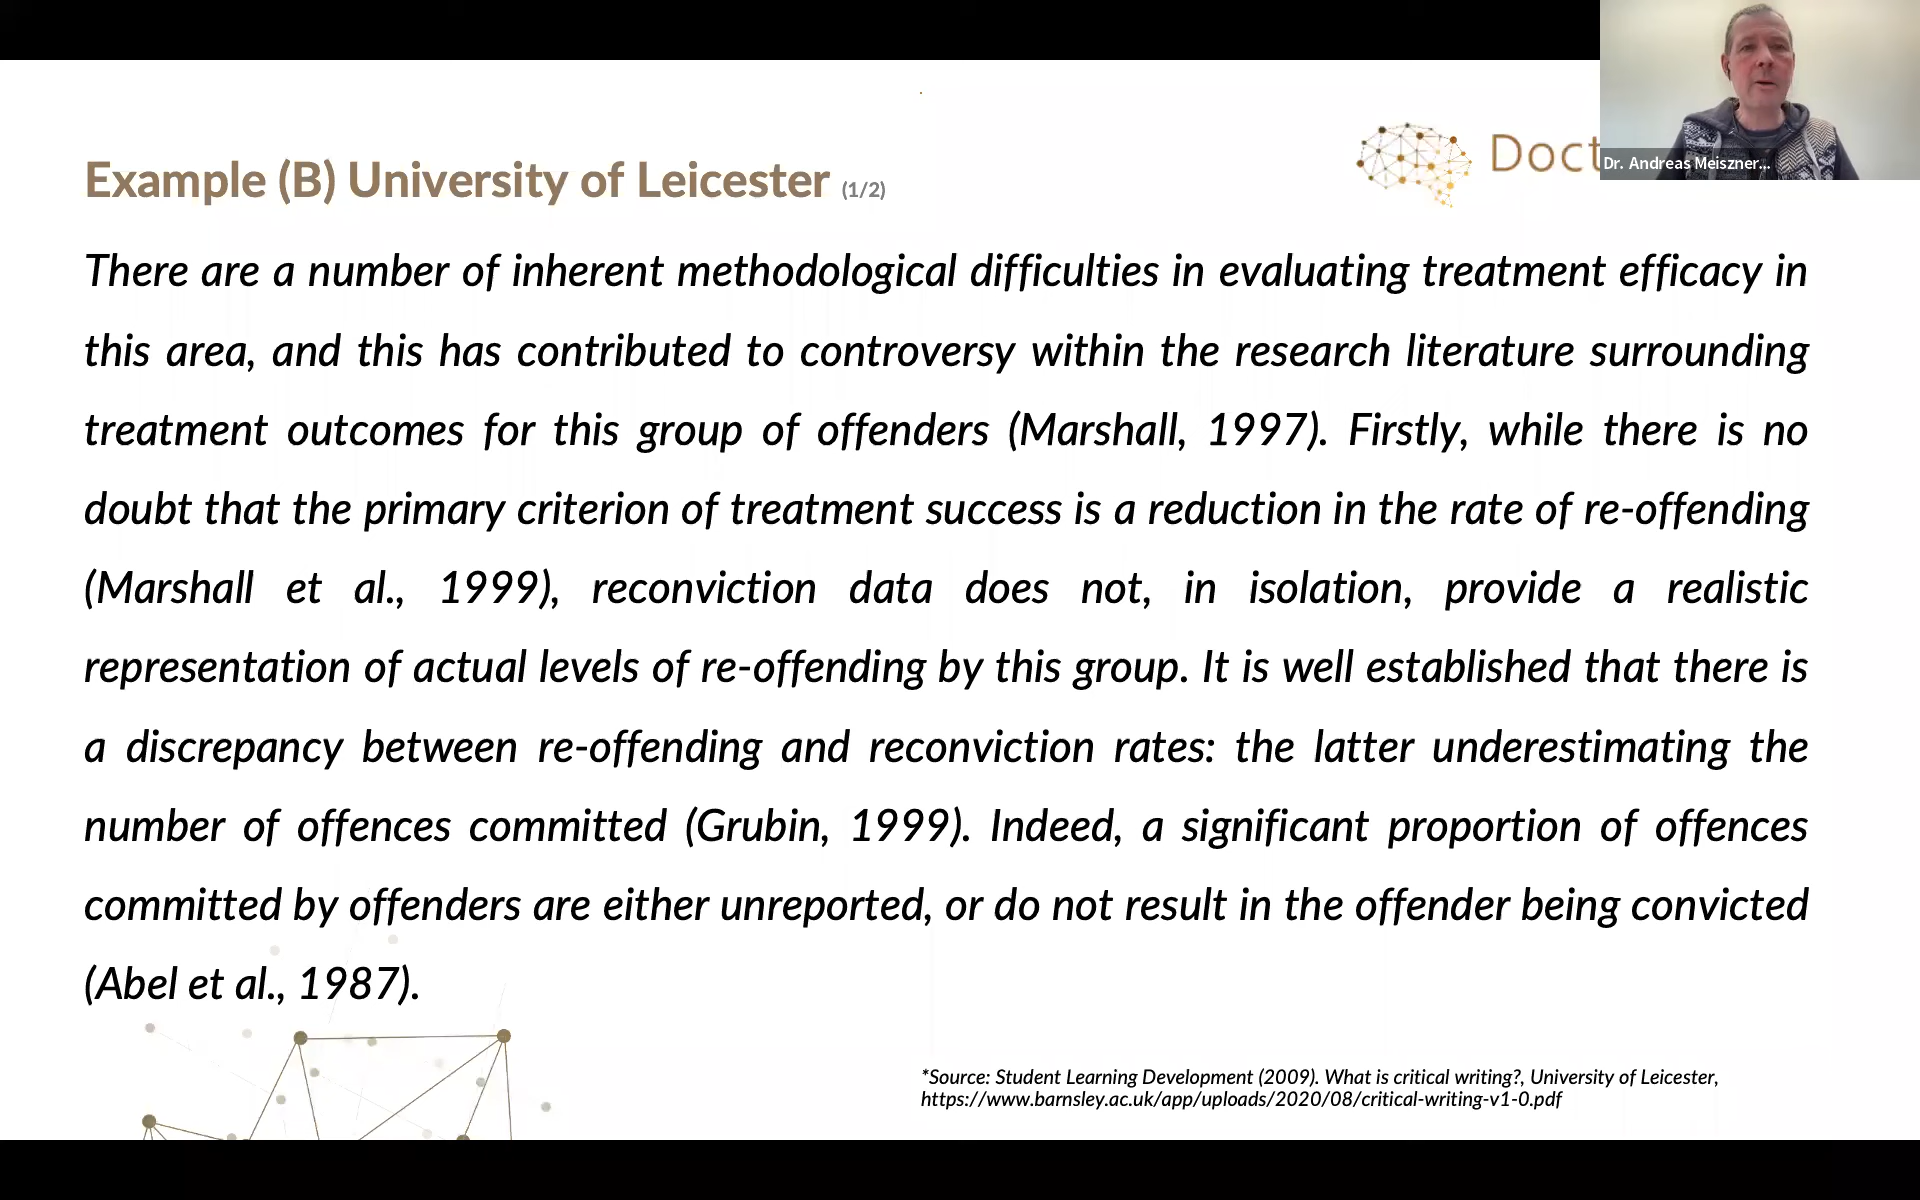 Example (B) University of Leicester (1/2)
Doct
Dr. Andreas Meiszner...
There are a number of inherent methodological difficulties in evaluating treatment efficacy in
this area, and this has contributed to controversy within the research literature surrounding
treatment outcomes for this group of offenders (Marshall, 1997). Firstly, while there is no
doubt that the primary criterion of treatment success is a reduction in the rate of re-offending
(Marshall et al., 1999), reconviction data does not, in isolation, provide a realistic
representation of actual levels of re-offending by this group. It is well established that there is
a discrepancy between re-offending and reconviction rates: the latter underestimating the
number of offences committed (Grubin, 1999). Indeed, a significant proportion of offences
committed by offenders are either unreported, or do not result in the offender being convicted
(Abel et al., 1987).
*Source: Student Learning Development (2009). What is critical writing?, University of Leicester,
https://www.barnsley.ac.uk/app/uploads/2020/08/critical-writing-v1-0.pdf